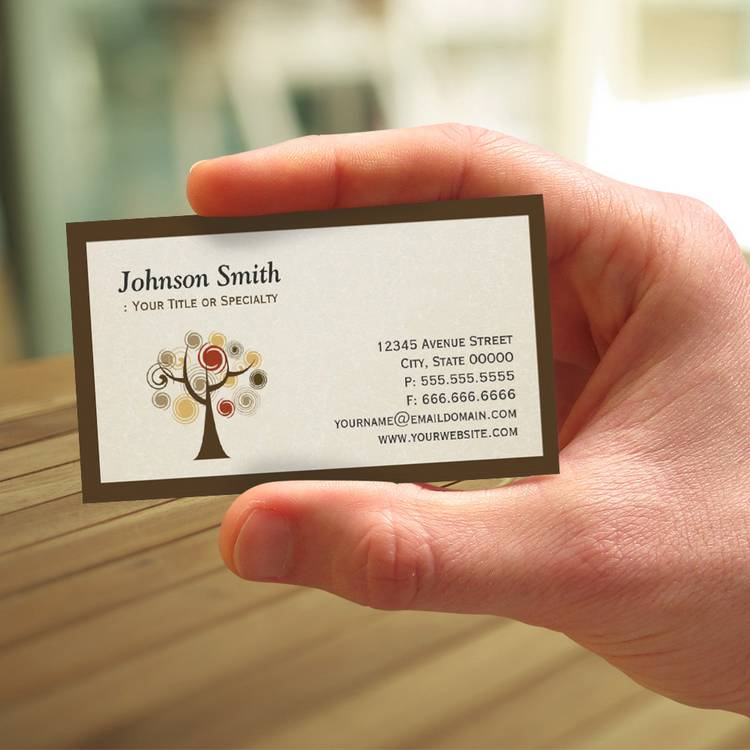 Johnson Smith
: Your Title or Specialty
12345 Avenue Street
City, State 00000
P: 555.555.5555
F: 666.666.6666
yourname@emaildomain.com
www.yourwebsite.com